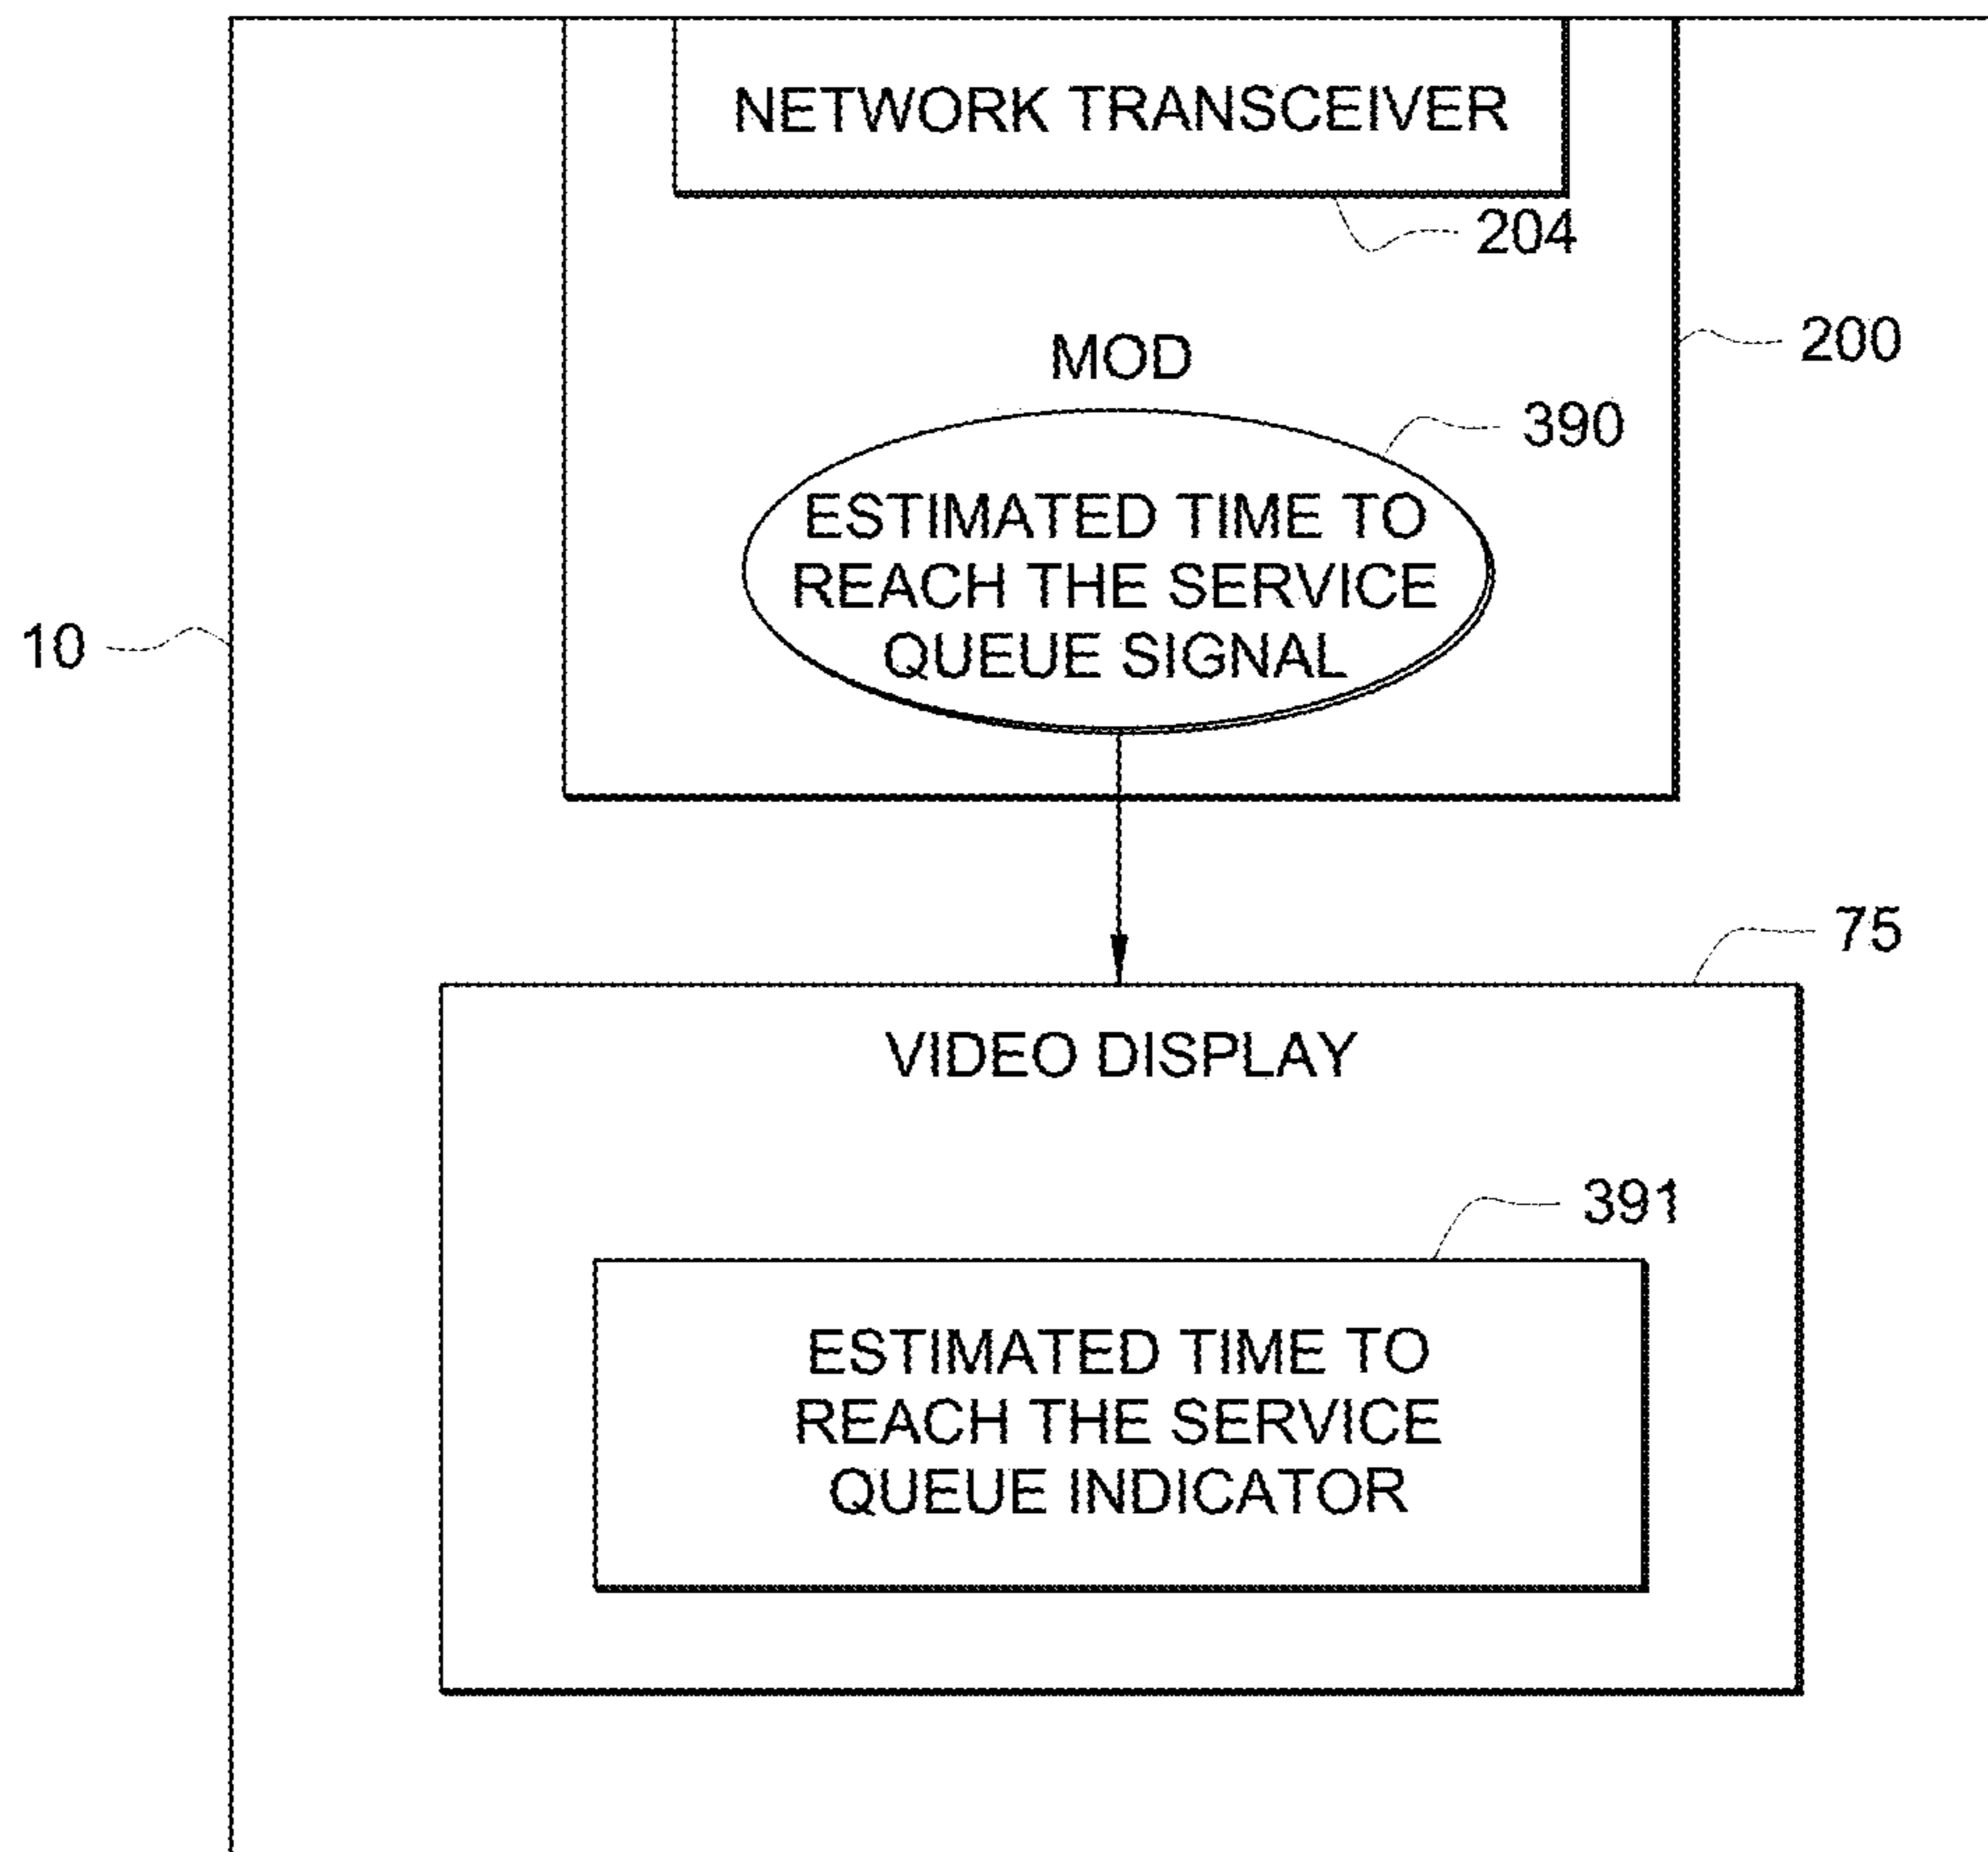 NETWORK TRANSCEIVER
204
MOD
200
390
ESTIMATED TIME TO
REACH THE SERVICE
QUEUE SIGNAL
10
75
VIDEO DISPLAY
391
ESTIMATED TIME TO
REACH THE SERVICE
QUEUE INDICATOR